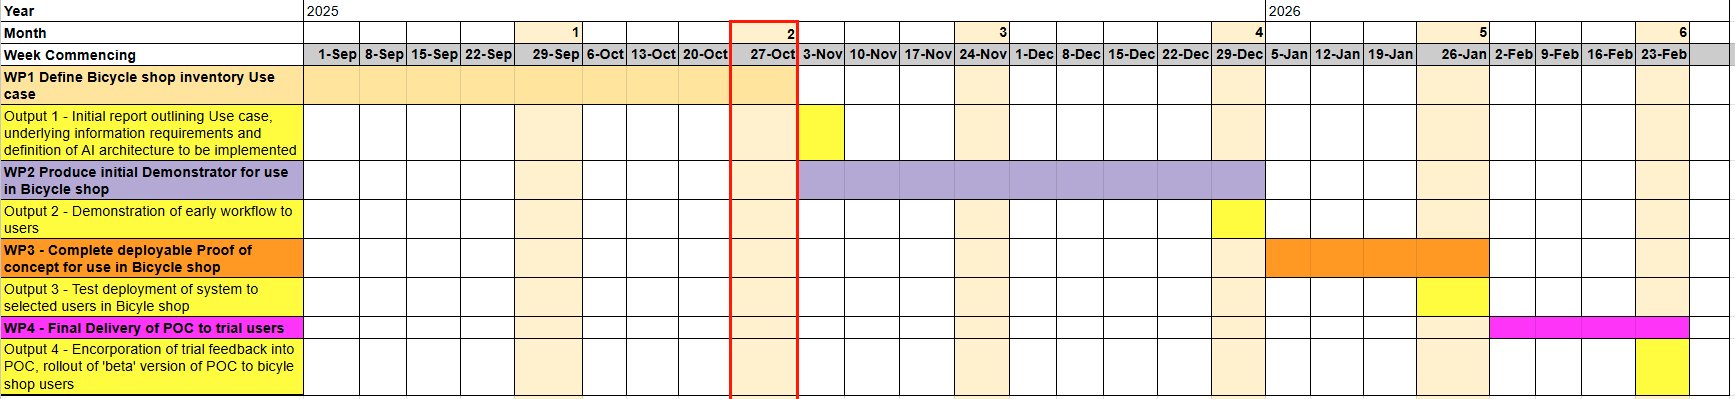 Year 2025 2026
Month 1 2 3 4 5 6
Week Commencing 1-Sep 8-Sep 15-Sep 22-Sep 29-Sep 6-Oct 13-Oct 20-Oct 27-Oct 3-Nov 10-Nov 17-Nov 24-Nov 1-Dec 8-Dec 15-Dec 22-Dec 29-Dec 5-Jan 12-Jan 19-Jan 26-Jan 2-Feb 9-Feb 16-Feb 23-Feb
WP1 Define Bicycle shop inventory Use
case
Output 1 - Initial report outlining Use case,
underlying information requirements and
definition of AI architecture to be implemented
WP2 Produce initial Demonstrator for use
in Bicycle shop
Output 2 - Demonstration of early workflow to
users
WP3 - Complete deployable Proof of
concept for use in Bicycle shop
Output 3 - Test deployment of system to
selected users in Bicyle shop
WP4 - Final Delivery of POC to trial users
Output 4 - Encorporation of trial feedback into
POC, rollout of 'beta' version of POC to bicyle
shop users